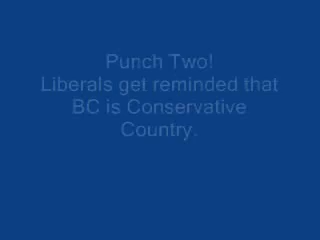 Punch Two!
Liberals get reminded that
BC is Conservative
Country.